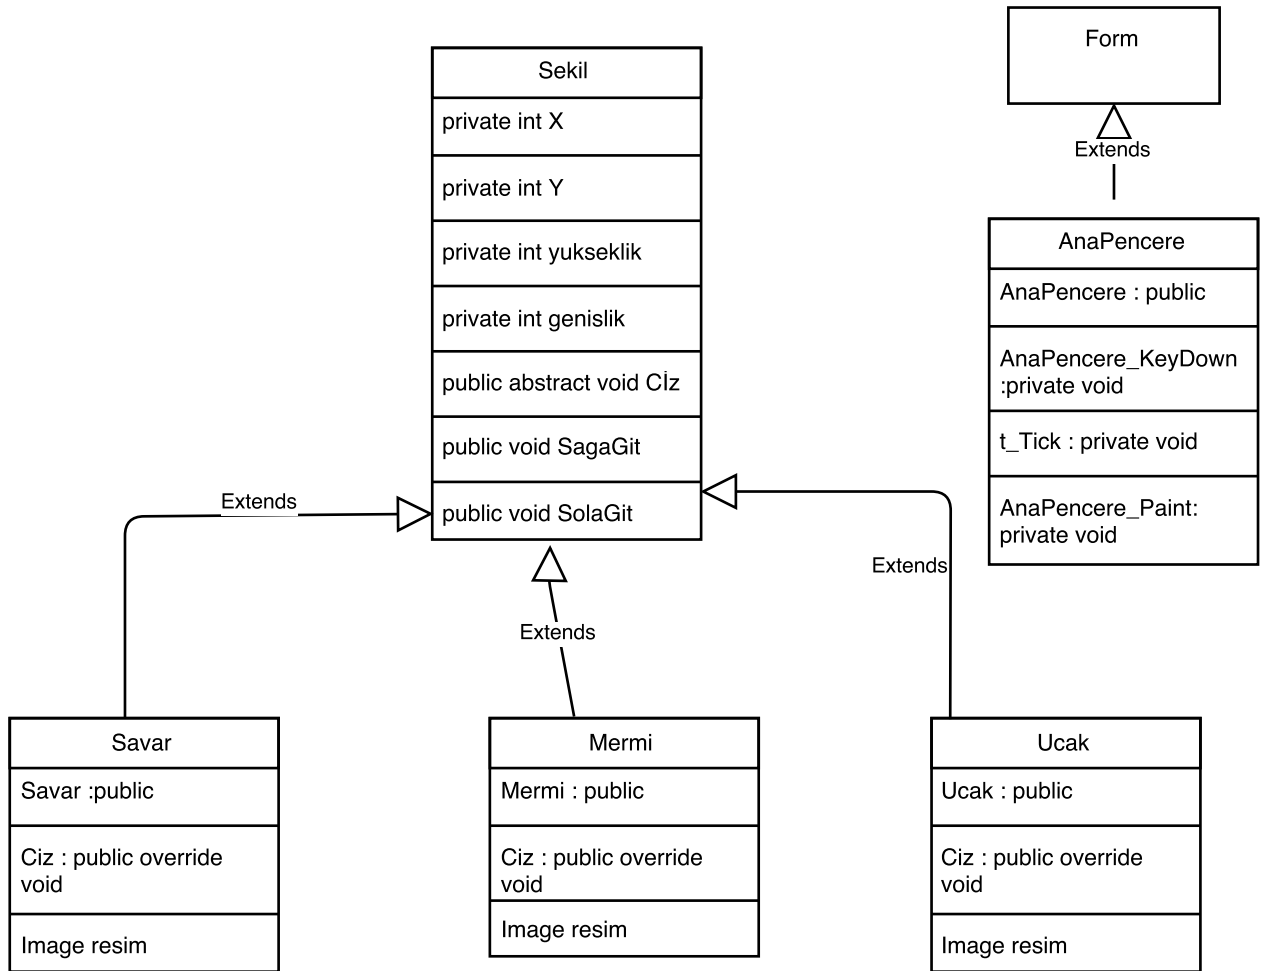 Form
Extends
Sekil
private int X
private int Y
private int yukseklik
private int genislik
public abstract void Cİz
public void SagaGit
public void SolaGit
AnaPencere
AnaPencere : public
AnaPencere_KeyDown
:private void
t_Tick : private void
AnaPencere_Paint:
private void
Extends
Extends
Extends
Savar
Savar :public
Ciz : public override
void
Image resim
Mermi
Mermi : public
Ciz : public override
void
Image resim
Ucak
Ucak : public
Ciz : public override
void
Image resim